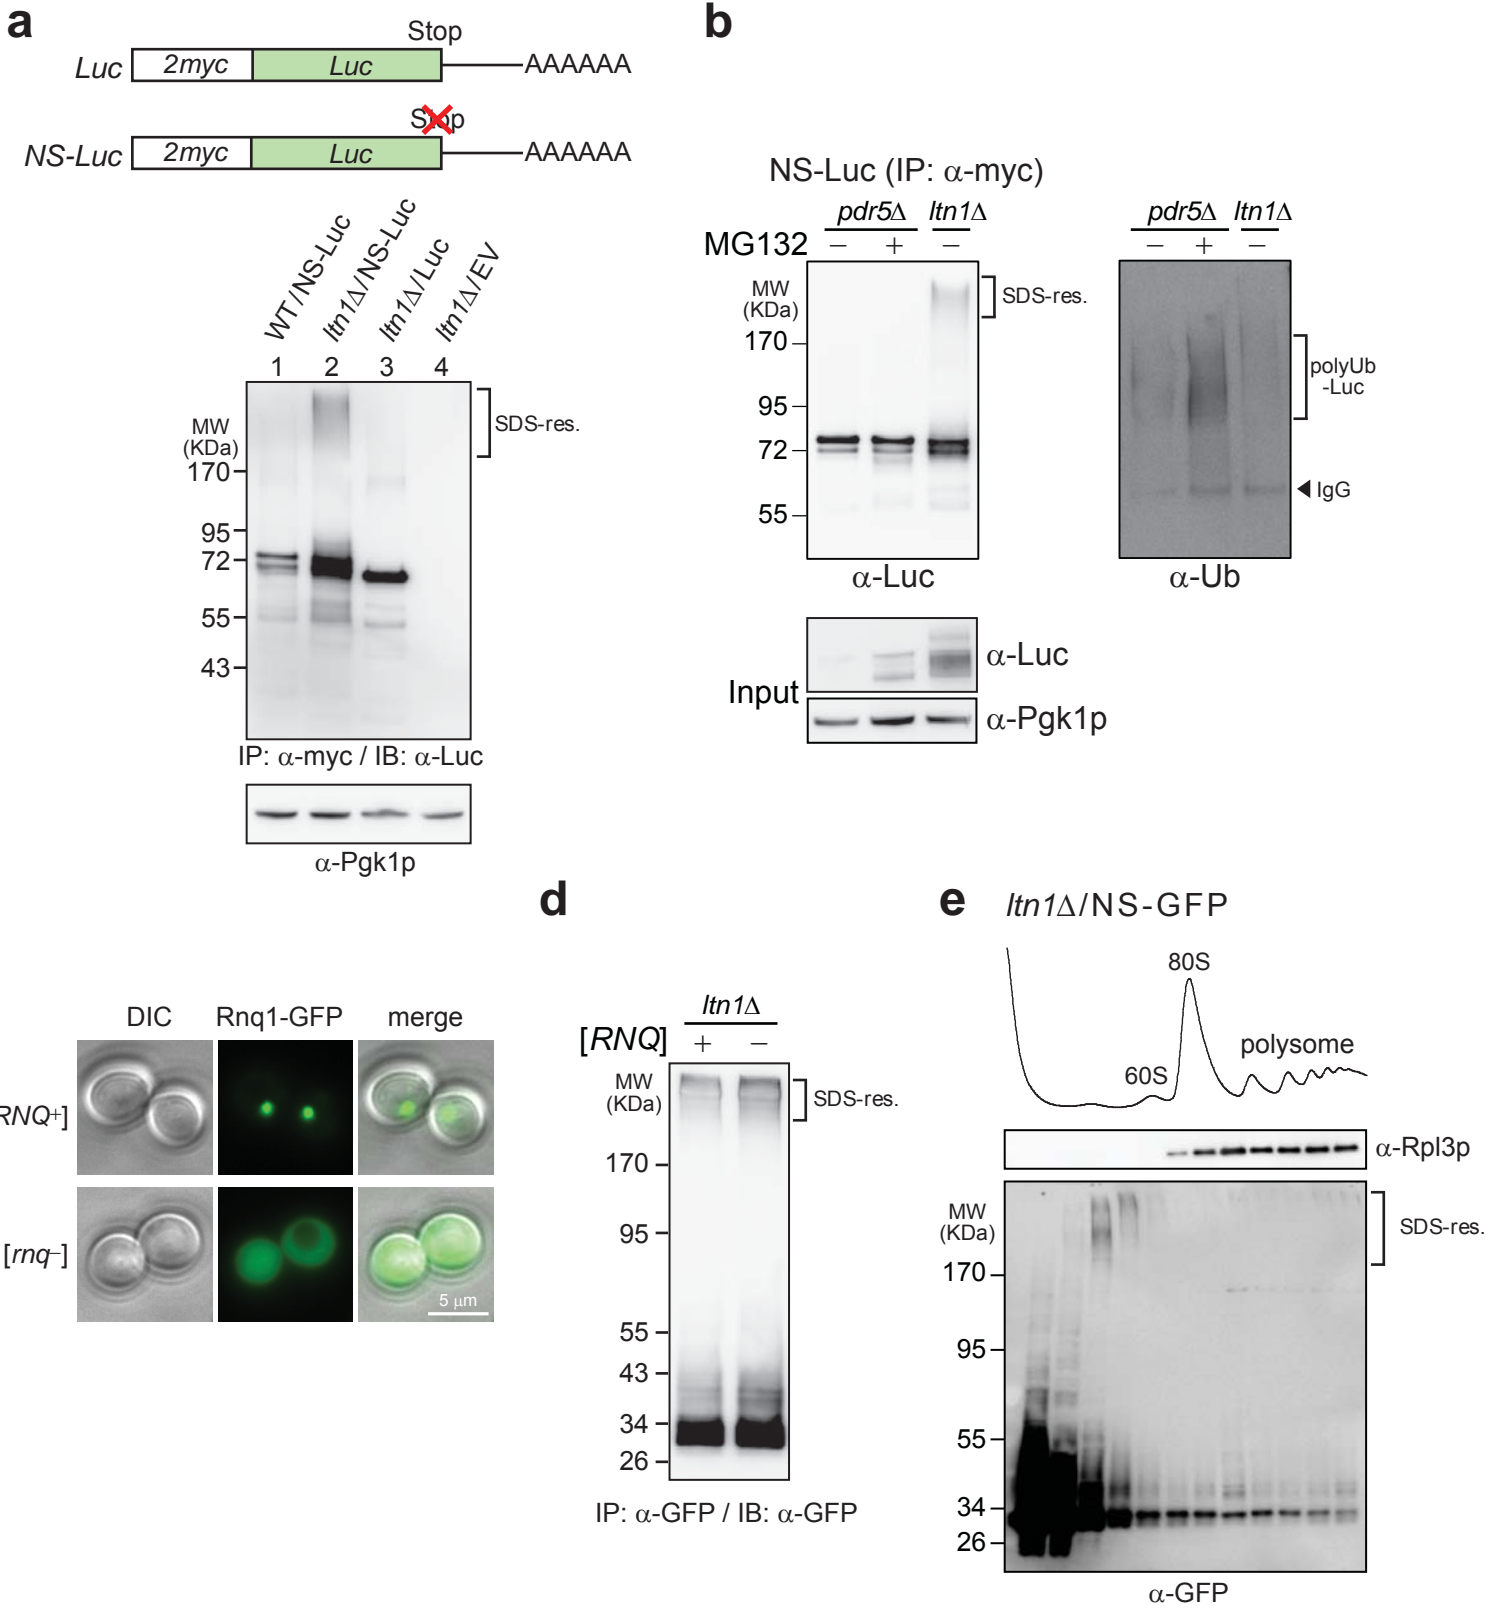 a
Stop
Luc 2myc Luc AAAAAA
Stop
NS-Luc 2myc Luc AAAAAA
WT/NS-Luc
ltn1Δ/NS-Luc
ltn1Δ/Luc
ltn1Δ/EV
1 2 3 4
MW
(KDa)
SDS-res.
170
95
72
55
43
IP: α-myc / IB: α-Luc
α-Pgk1p
b
NS-Luc (IP: α-myc)
pdr5Δ ltn1Δ
MG132 − + −
MW
(KDa)
SDS-res.
170
95
72
55
α-Luc
pdr5Δ ltn1Δ
− + −
polyUb
-Luc
IgG
α-Ub
Input
α-Luc
α-Pgk1p
DIC Rnq1-GFP merge
RNQ+]
[rnq−]
5 μm
d
ltn1Δ
[RNQ] + −
MW
(KDa)
SDS-res.
170
95
55
43
34
26
IP: α-GFP / IB: α-GFP
e
ltn1Δ/NS-GFP
80S
60S
polysome
α-Rpl3p
MW
(KDa)
SDS-res.
170
95
55
34
26
α-GFP